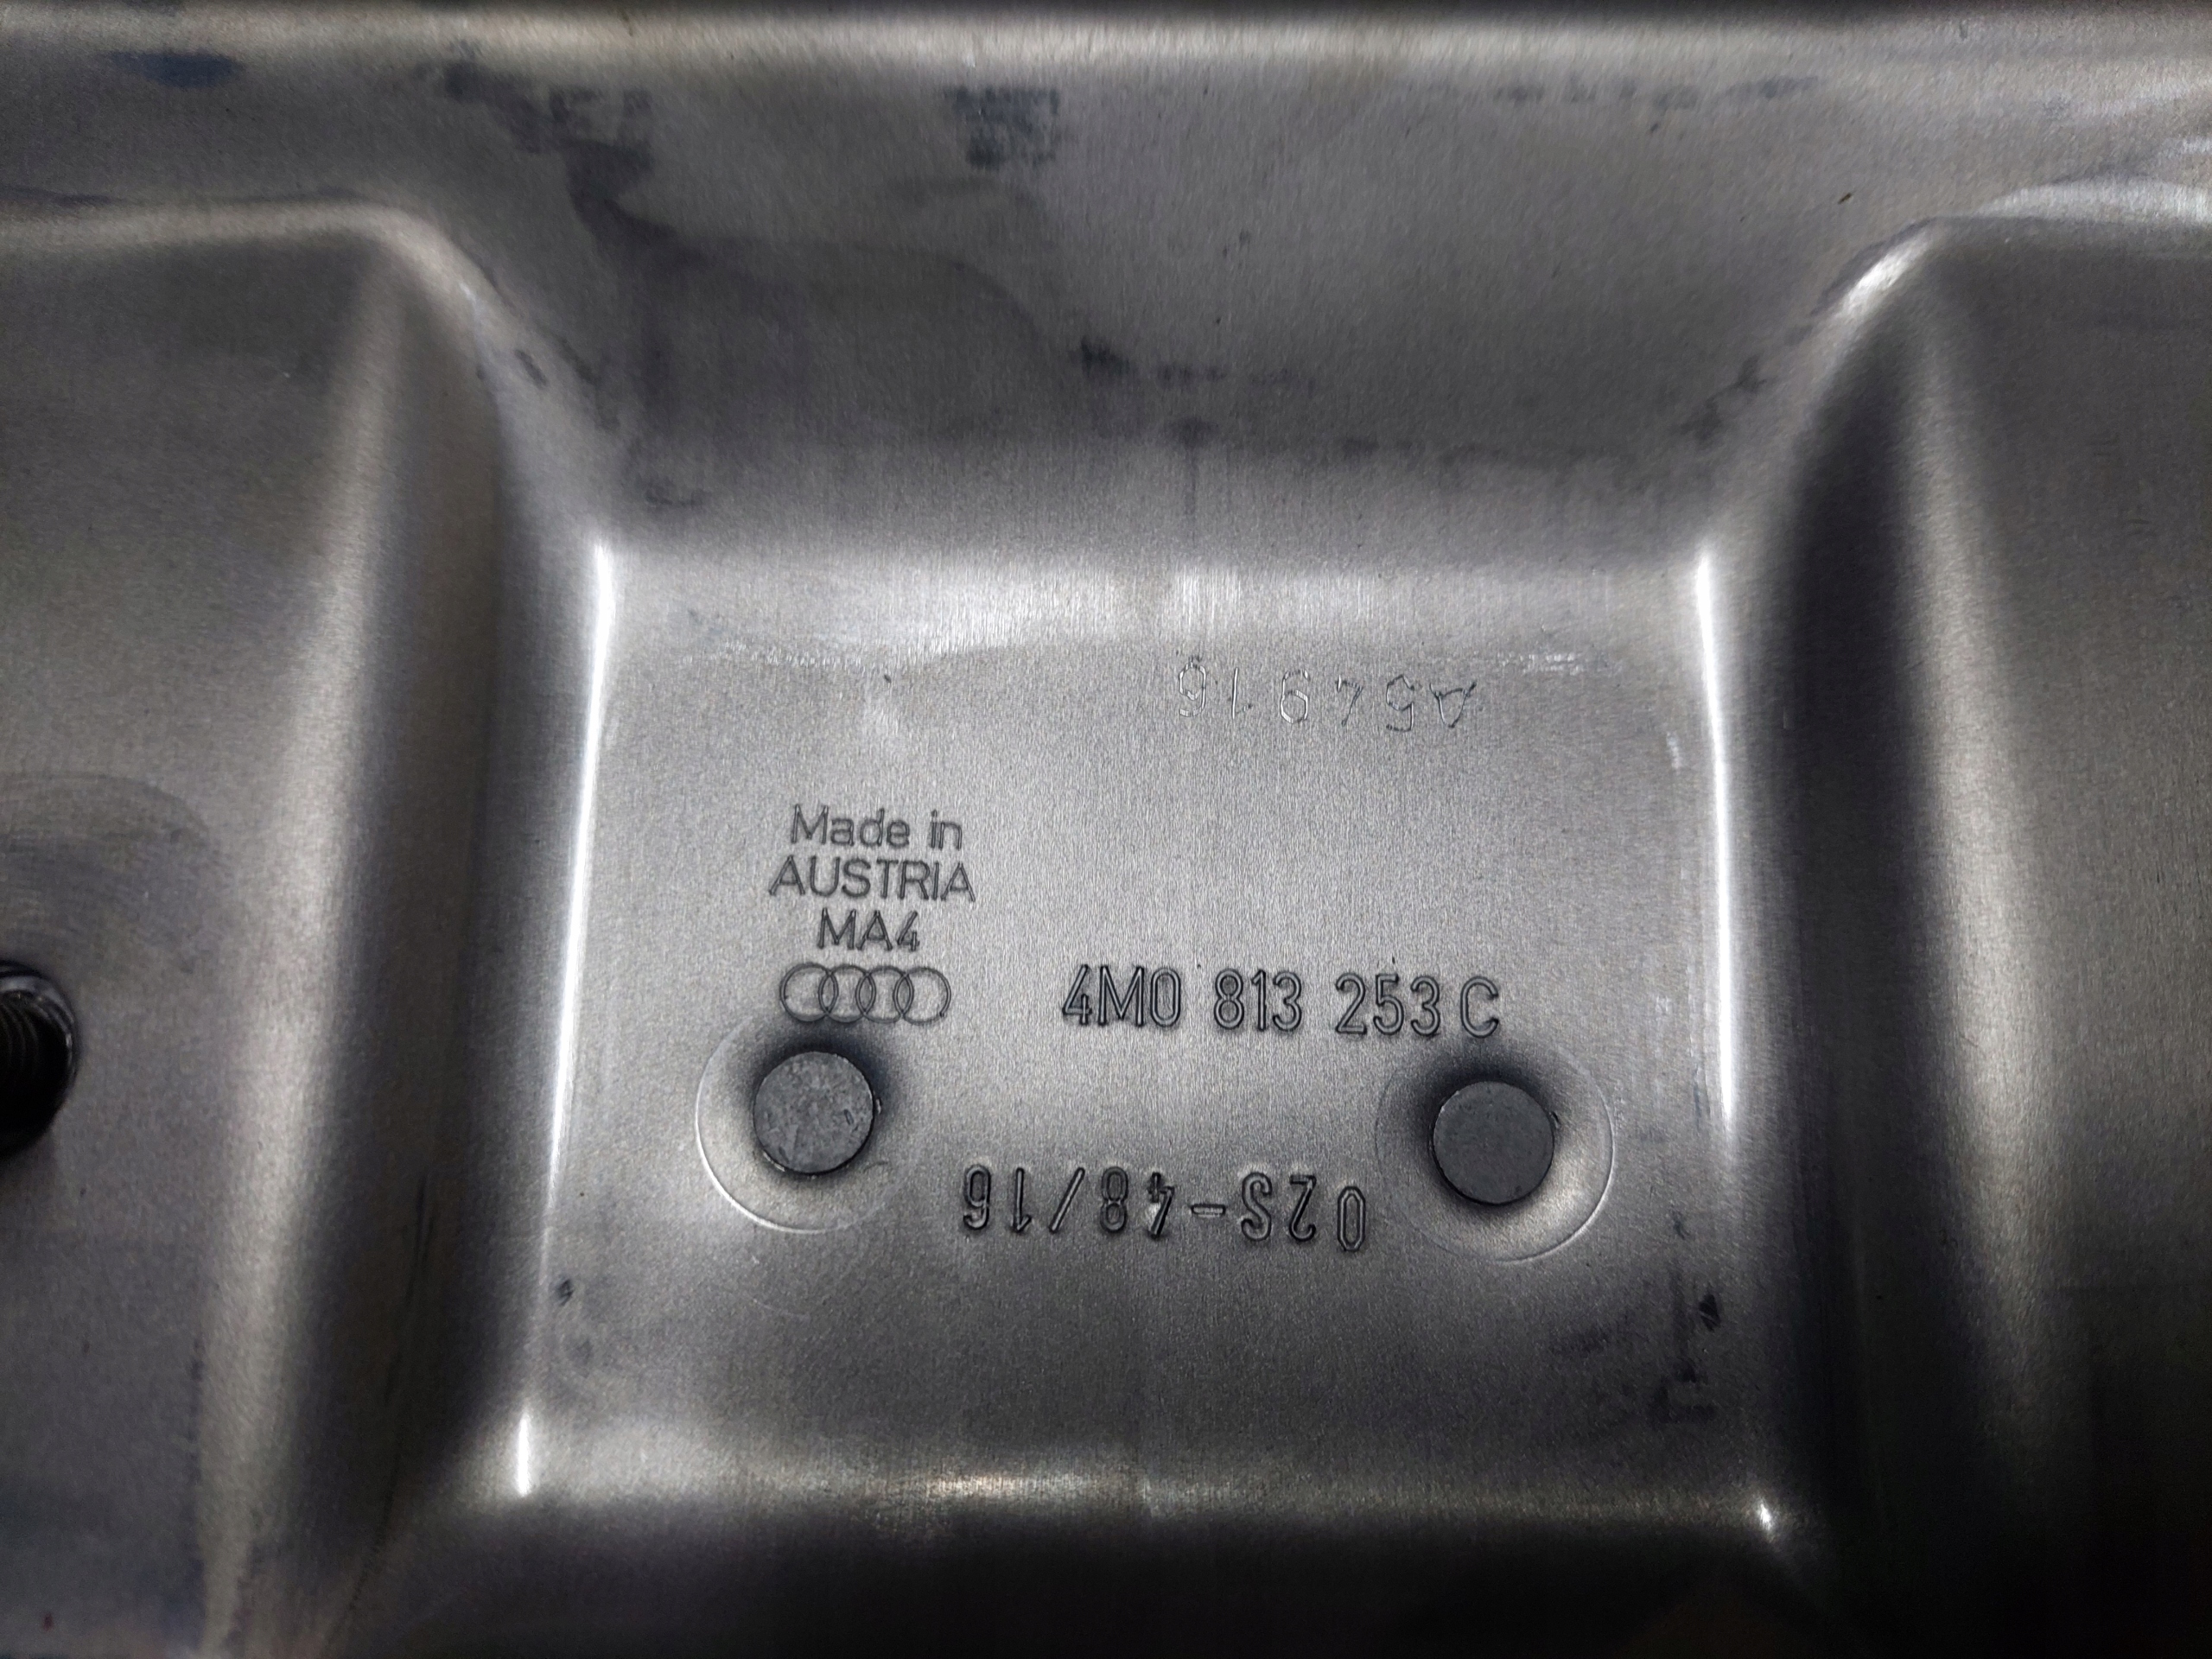 A54916
Made in
AUSTRIA
MA4
4M0 813 253 C
02S-48/16